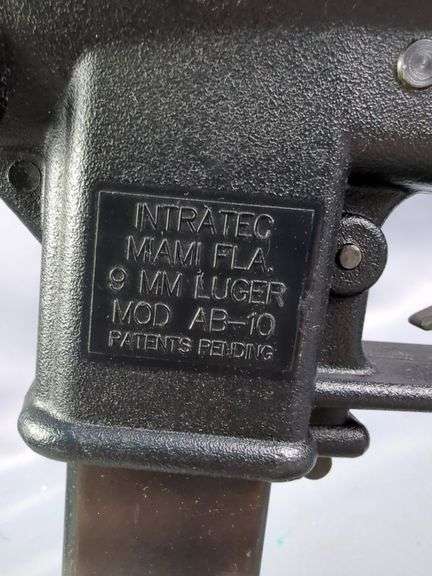 INTRATEC
MIAMI FLA.
9 MM LUGER
MOD AB-10
PATENTS PENDING